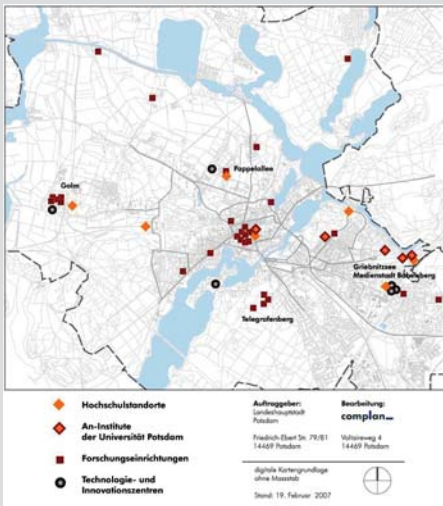 Pappelallee
Golm
Griebnitzsee
Medienstadt Babelsberg
Telegrafenberg
Hochschulstandorte
An-Institute
der Universität Potsdam
Forschungseinrichtungen
Technologie- und
Innovationszentren
Auftraggeber:
Landeshauptstadt
Potsdam
Friedrich-Ebert Str. 79/81
14469 Potsdam
Bearbeitung:
complan
Voltaireweg 4
14469 Potsdam
digitale Kartengrundlage
ohne Massstab
Stand: 19. Februar 2007